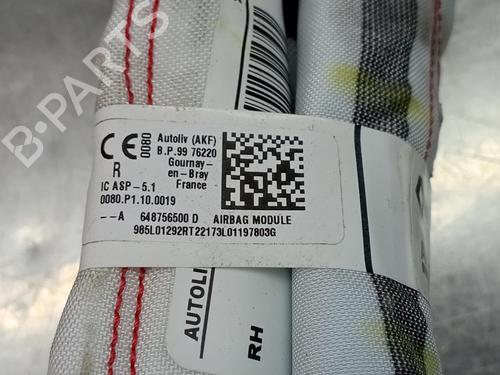 CE 0080
R
Autoliv (AKF)
B.P.99 76220
Gournay-
en-Bray
France
IC ASP-5.1
0080.P1.10.0019
--A 648756500 D AIRBAG MODULE
985L01292RT22173L01197803G
AUTOLIV
RH
B-PARTS